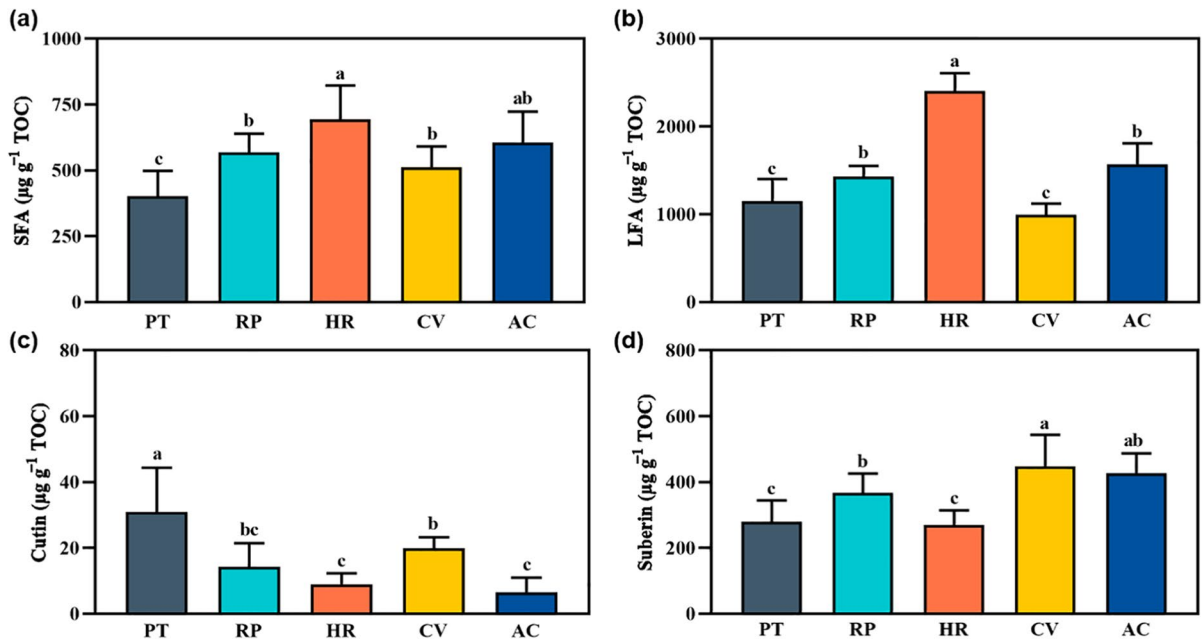 (a)
SFA (μg g⁻¹ TOC)
1000
750
500
250
0
c
b
a
b
ab
PT RP HR CV AC
(b)
LFA (μg g⁻¹ TOC)
3000
2000
1000
0
c
b
a
c
b
PT RP HR CV AC
(c)
Cutin (μg g⁻¹ TOC)
80
60
40
20
0
a
bc
c
b
c
PT RP HR CV AC
(d)
Suberin (μg g⁻¹ TOC)
800
600
400
200
0
c
b
c
a
ab
PT RP HR CV AC